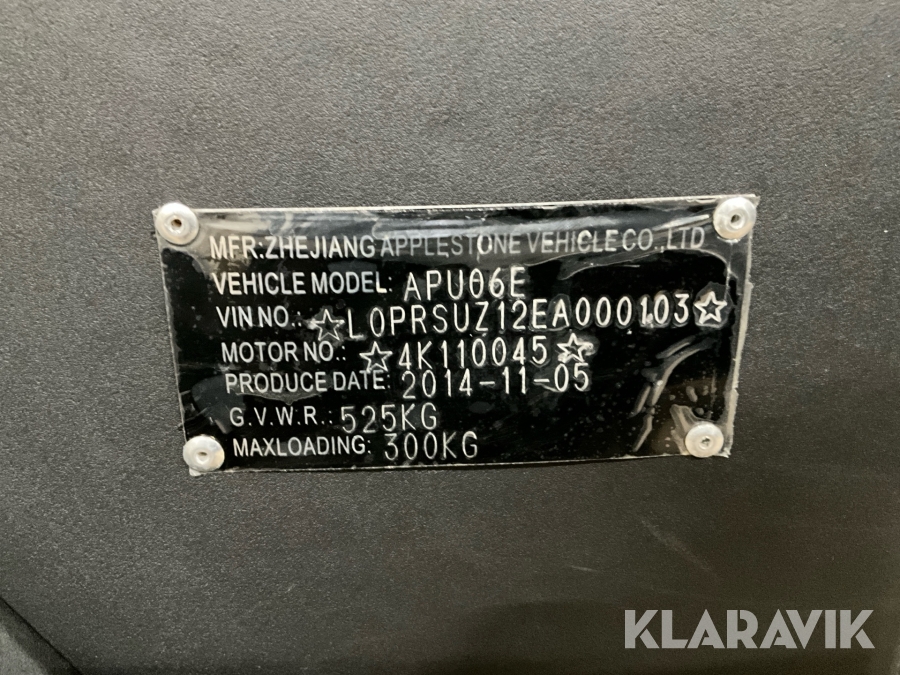 MFR:ZHEJIANG APPLESTONE VEHICLE CO.,LTD
VEHICLE MODEL: APU06E
VIN NO.: ☆L0PRSUZ12EA000103☆
MOTOR NO.: ☆4K110045☆
PRODUCE DATE: 2014-11-05
G.V.W.R.: 525KG
MAXLOADING: 300KG
KLARAVIK